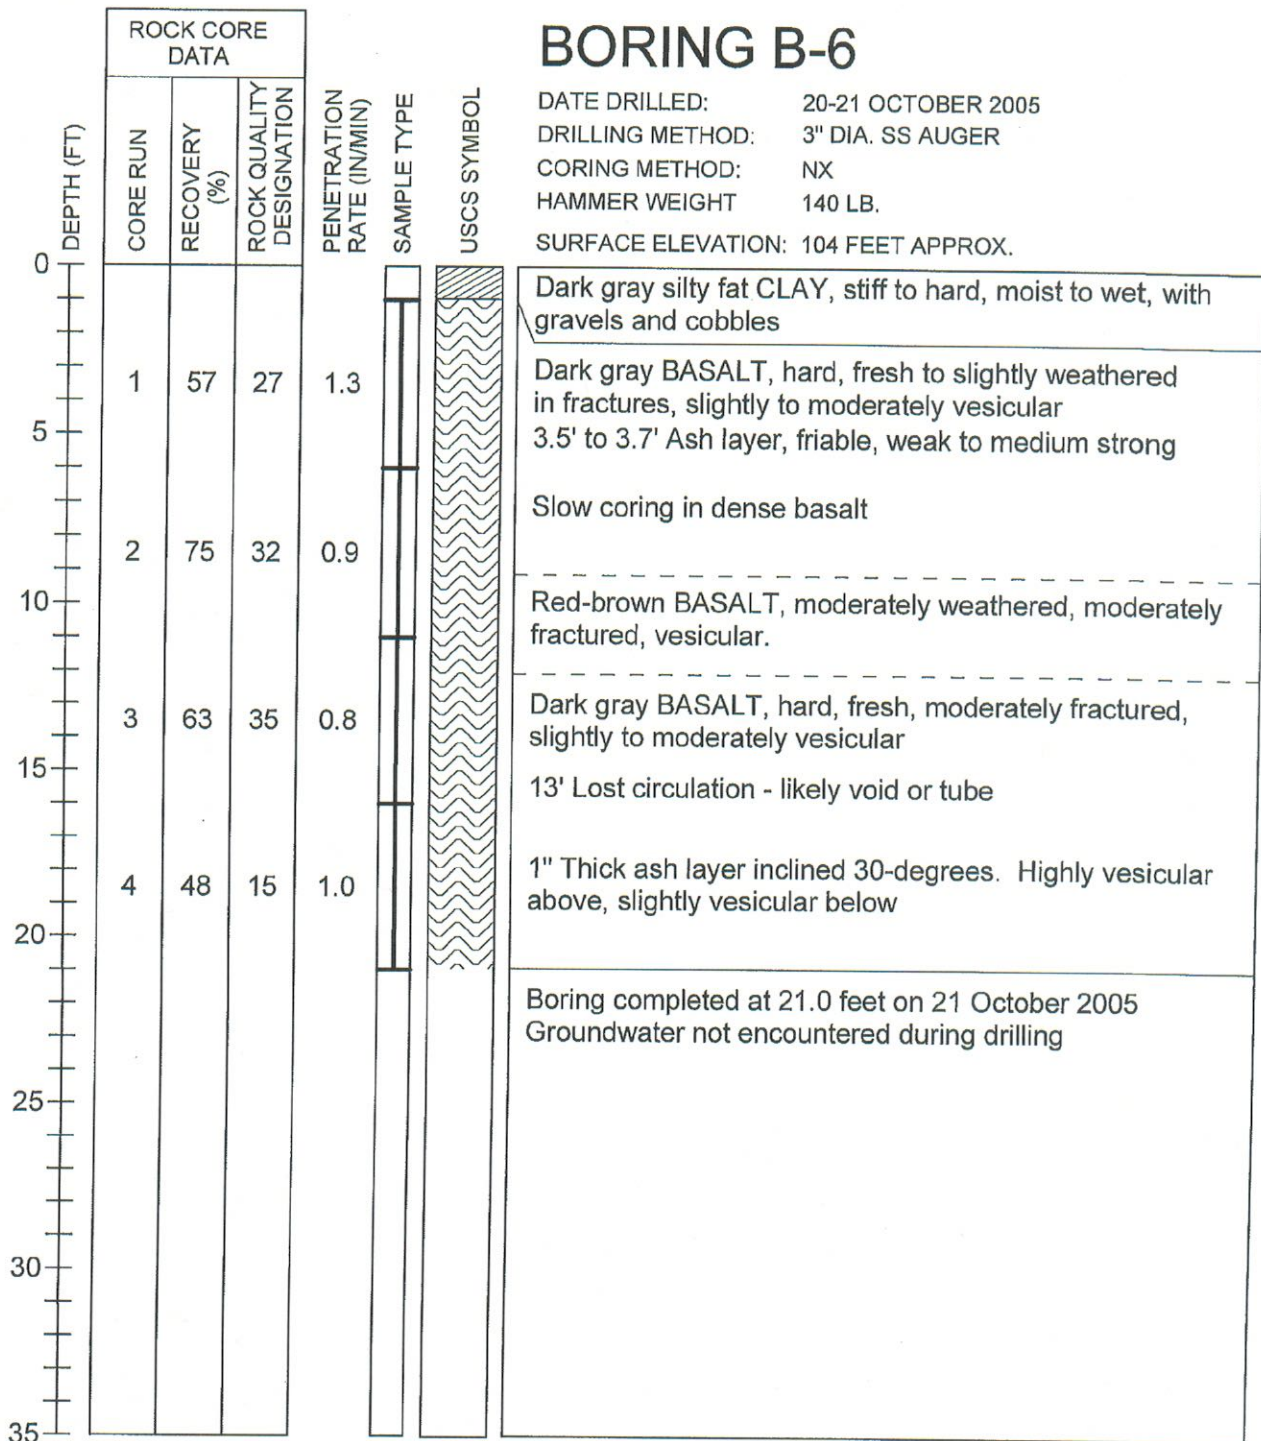 ROCK CORE
DATA
BORING B-6
DATE DRILLED: 20-21 OCTOBER 2005
DRILLING METHOD: 3" DIA. SS AUGER
CORING METHOD: NX
HAMMER WEIGHT 140 LB.
SURFACE ELEVATION: 104 FEET APPROX.
DEPTH (FT)
CORE RUN
RECOVERY
(%)
ROCK QUALITY
DESIGNATION
PENETRATION
RATE (IN/MIN)
SAMPLE TYPE
USCS SYMBOL
0
Dark gray silty fat CLAY, stiff to hard, moist to wet, with
gravels and cobbles
1 57 27 1.3
Dark gray BASALT, hard, fresh to slightly weathered
in fractures, slightly to moderately vesicular
5
3.5' to 3.7' Ash layer, friable, weak to medium strong
Slow coring in dense basalt
2 75 32 0.9
10
Red-brown BASALT, moderately weathered, moderately
fractured, vesicular.
3 63 35 0.8
Dark gray BASALT, hard, fresh, moderately fractured,
slightly to moderately vesicular
15
13' Lost circulation - likely void or tube
4 48 15 1.0
1" Thick ash layer inclined 30-degrees. Highly vesicular
above, slightly vesicular below
20
Boring completed at 21.0 feet on 21 October 2005
Groundwater not encountered during drilling
25
30
35